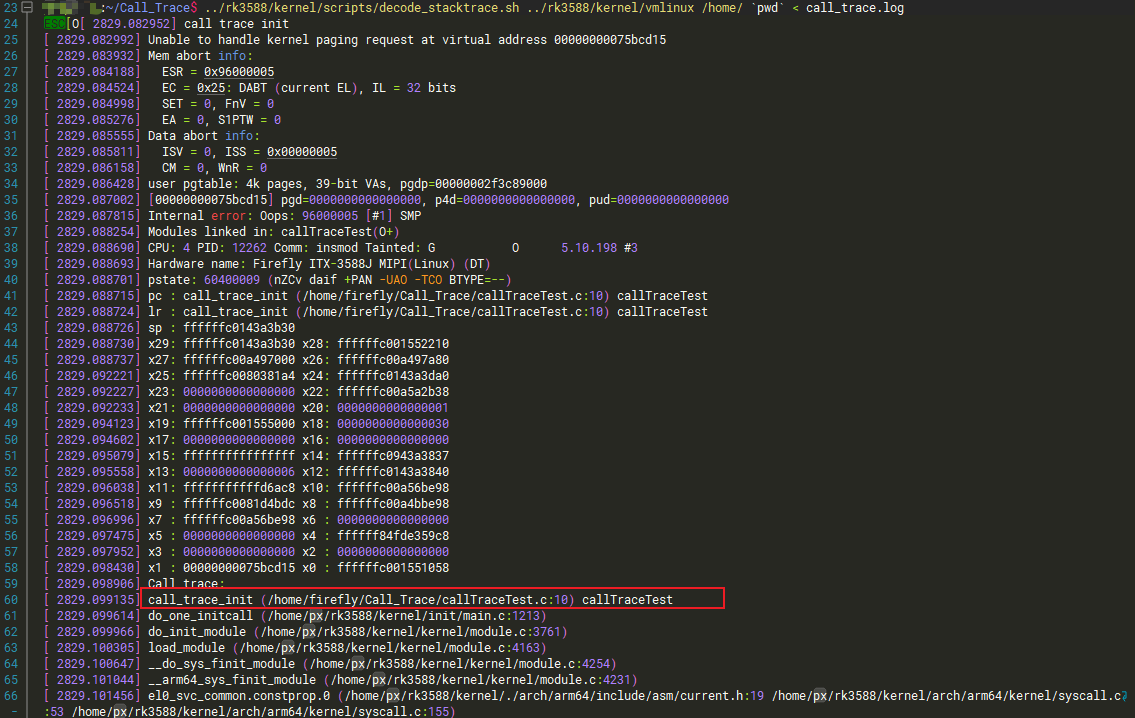 23 :~/Call_Trace$ ../rk3588/kernel/scripts/decode_stacktrace.sh ../rk3588/kernel/vmlinux /home/ `pwd` < call_trace.log
24 ESC[O[ 2829.082952] call trace init
25 [ 2829.082992] Unable to handle kernel paging request at virtual address 00000000075bcd15
26 [ 2829.083932] Mem abort info:
27 [ 2829.084188]   ESR = 0x96000005
28 [ 2829.084524]   EC = 0x25: DABT (current EL), IL = 32 bits
29 [ 2829.084998]   SET = 0, FnV = 0
30 [ 2829.085276]   EA = 0, S1PTW = 0
31 [ 2829.085555] Data abort info:
32 [ 2829.085811]   ISV = 0, ISS = 0x00000005
33 [ 2829.086158]   CM = 0, WnR = 0
34 [ 2829.086428] user pgtable: 4k pages, 39-bit VAs, pgdp=00000002f3c89000
35 [ 2829.087002] [00000000075bcd15] pgd=0000000000000000, p4d=0000000000000000, pud=0000000000000000
36 [ 2829.087815] Internal error: Oops: 96000005 [#1] SMP
37 [ 2829.088254] Modules linked in: callTraceTest(O+)
38 [ 2829.088690] CPU: 4 PID: 12262 Comm: insmod Tainted: G           O      5.10.198 #3
39 [ 2829.088693] Hardware name: Firefly ITX-3588J MIPI(Linux) (DT)
40 [ 2829.088701] pstate: 60400009 (nZCv daif +PAN -UAO -TCO BTYPE=--)
41 [ 2829.088715] pc : call_trace_init (/home/firefly/Call_Trace/callTraceTest.c:10) callTraceTest
42 [ 2829.088724] lr : call_trace_init (/home/firefly/Call_Trace/callTraceTest.c:10) callTraceTest
43 [ 2829.088726] sp : ffffffc0143a3b30
44 [ 2829.088730] x29: ffffffc0143a3b30 x28: ffffffc001552210
45 [ 2829.088737] x27: ffffffc00a497000 x26: ffffffc00a497a80
46 [ 2829.092221] x25: ffffffc0080381a4 x24: ffffffc0143a3da0
47 [ 2829.092227] x23: 0000000000000000 x22: ffffffc00a5a2b38
48 [ 2829.092233] x21: 0000000000000000 x20: 0000000000000001
49 [ 2829.094123] x19: ffffffc001555000 x18: 0000000000000030
50 [ 2829.094602] x17: 0000000000000000 x16: 0000000000000000
51 [ 2829.095079] x15: ffffffffffffffff x14: ffffffc0943a3837
52 [ 2829.095558] x13: 0000000000000006 x12: ffffffc0143a3840
53 [ 2829.096038] x11: fffffffffffd6ac8 x10: ffffffc00a56be98
54 [ 2829.096518] x9 : ffffffc0081d4bdc x8 : ffffffc00a4bbe98
55 [ 2829.096996] x7 : ffffffc00a56be98 x6 : 0000000000000000
56 [ 2829.097475] x5 : 0000000000000000 x4 : ffffff84fde359c8
57 [ 2829.097952] x3 : 0000000000000000 x2 : 0000000000000000
58 [ 2829.098430] x1 : 00000000075bcd15 x0 : ffffffc001551058
59 [ 2829.098906] Call trace:
60 [ 2829.099135] call_trace_init (/home/firefly/Call_Trace/callTraceTest.c:10) callTraceTest
61 [ 2829.099614] do_one_initcall (/home/px/rk3588/kernel/init/main.c:1213)
62 [ 2829.099966] do_init_module (/home/px/rk3588/kernel/kernel/module.c:3761)
63 [ 2829.100305] load_module (/home/px/rk3588/kernel/kernel/module.c:4163)
64 [ 2829.100647] __do_sys_finit_module (/home/px/rk3588/kernel/kernel/module.c:4254)
65 [ 2829.101044] __arm64_sys_finit_module (/home/px/rk3588/kernel/kernel/module.c:4231)
66 [ 2829.101456] el0_svc_common.constprop.0 (/home/px/rk3588/kernel/./arch/arm64/include/asm/current.h:19 /home/px/rk3588/kernel/arch/arm64/kernel/syscall.c
:53 /home/px/rk3588/kernel/arch/arm64/kernel/syscall.c:155)